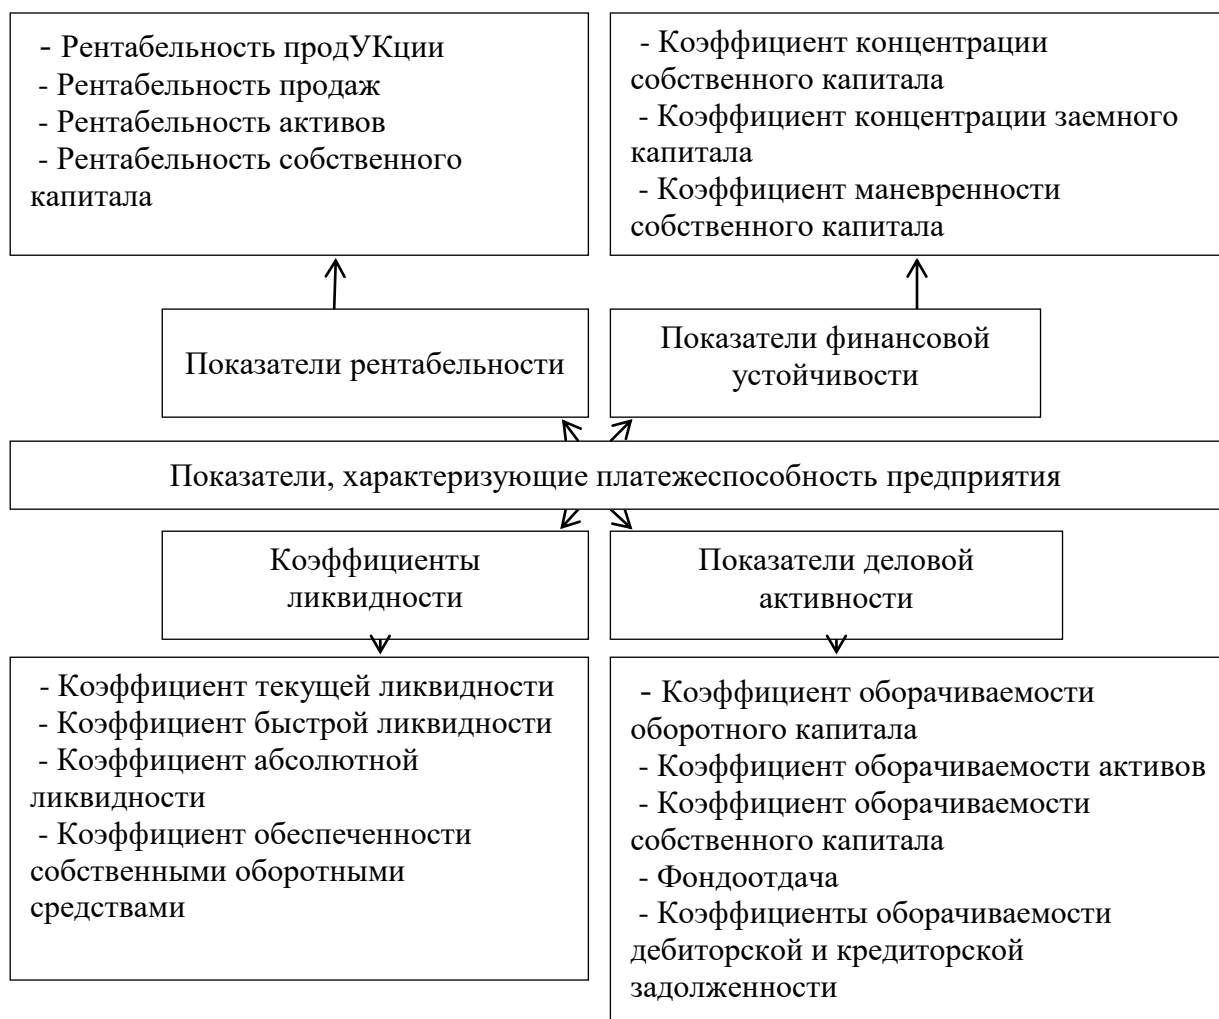 - Рентабельность продУКции
- Рентабельность продаж
- Рентабельность активов
- Рентабельность собственного
капитала
- Коэффициент концентрации
собственного капитала
- Коэффициент концентрации заемного
капитала
- Коэффициент маневренности
собственного капитала
Показатели рентабельности
Показатели финансовой
устойчивости
Показатели, характеризующие платежеспособность предприятия
Коэффициенты
ликвидности
Показатели деловой
активности
- Коэффициент текущей ликвидности
- Коэффициент быстрой ликвидности
- Коэффициент абсолютной
ликвидности
- Коэффициент обеспеченности
собственными оборотными
средствами
- Коэффициент оборачиваемости
оборотного капитала
- Коэффициент оборачиваемости активов
- Коэффициент оборачиваемости
собственного капитала
- Фондоотдача
- Коэффициенты оборачиваемости
дебиторской и кредиторской
задолженности